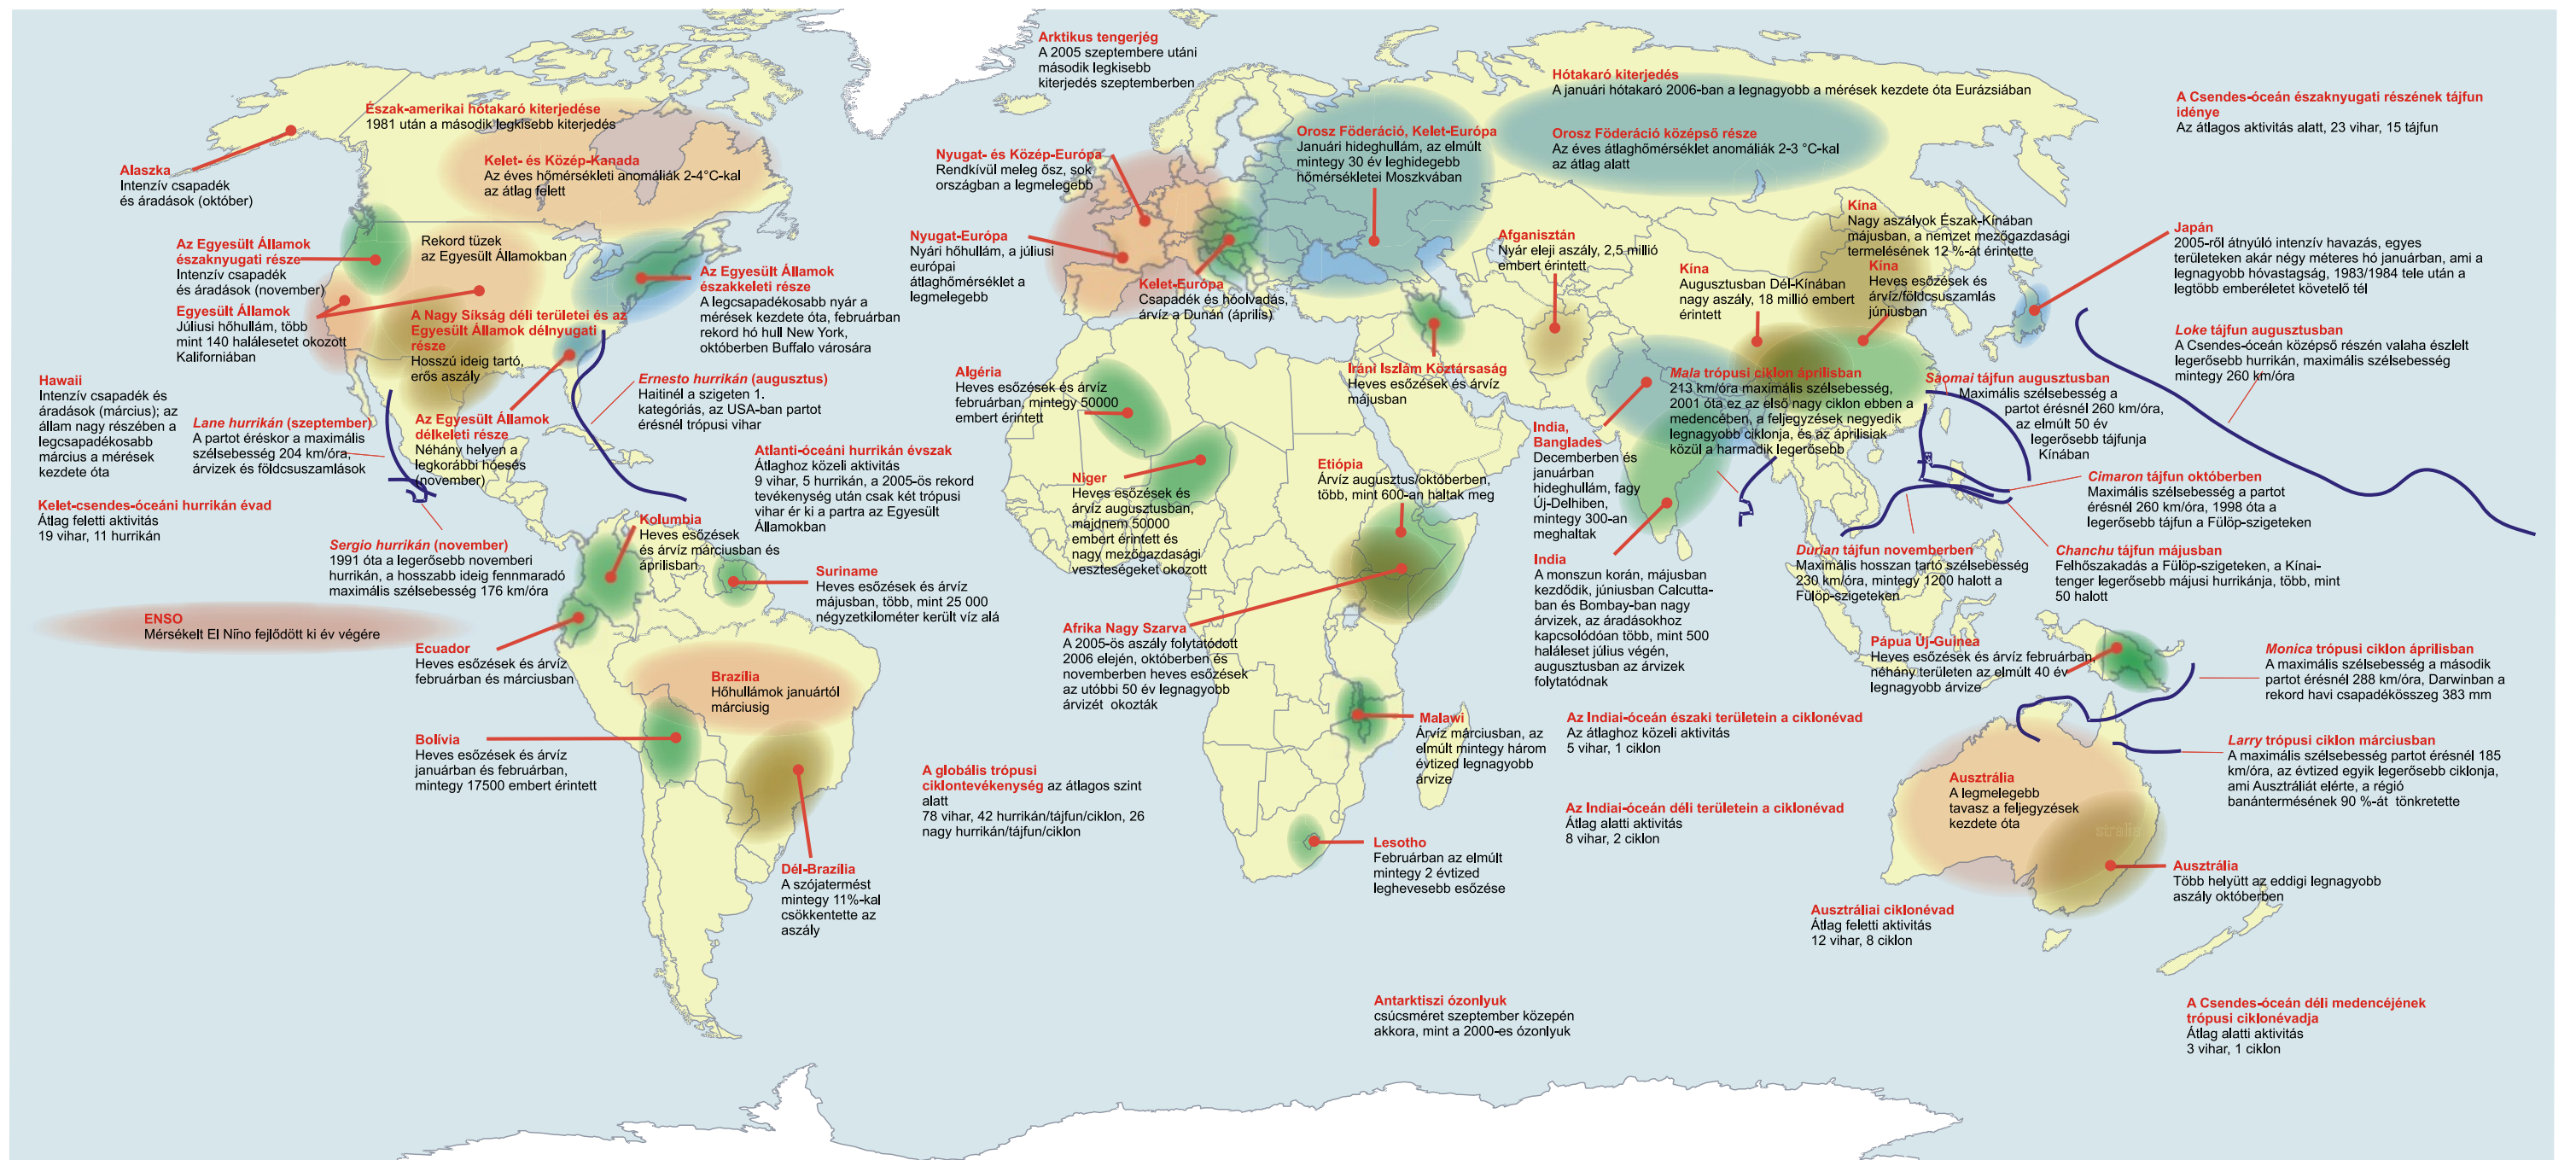 Arktikus tengerjég
A 2005 szeptembere utáni
második legkisebb
kiterjedés szeptemberben
Hótakaró kiterjedés
A januári hótakaró 2006-ban a legnagyobb a mérések kezdete óta Eurázsiában
A Csendes-óceán északnyugati részének tájfun
idénye
Az átlagos aktivitás alatt, 23 vihar, 15 tájfun
Észak-amerikai hótakaró kiterjedése
1981 után a második legkisebb kiterjedés
Orosz Föderáció, Kelet-Európa
Januári hideghullám, az elmúlt
mintegy 30 év leghidegebb
hőmérsékletei Moszkvában
Orosz Föderáció középső része
Az éves átlaghőmérséklet anomáliák 2-3 °C-kal
az átlag alatt
Alaszka
Intenzív csapadék
és áradások (október)
Kelet- és Közép-Kanada
Az éves hőmérsékleti anomáliák 2-4°C-kal
az átlag felett
Nyugat- és Közép-Európa
Rendkívül meleg ősz, sok
országban a legmelegebb
Kína
Nagy aszályok Észak-Kínában
májusban, a nemzet mezőgazdasági
termelésének 12 %-át érintette
Japán
2005-ről átnyúló intenzív havazás, egyes
területeken akár négy méteres hó januárban, ami a
legnagyobb hóvastagság, 1983/1984 tele után a
legtöbb emberéletet követelő tél
Az Egyesült Államok
északnyugati része
Intenzív csapadék
és áradások (november)
Rekord tüzek
az Egyesült Államokban
Nyugat-Európa
Nyári hőhullám, a júliusi
európai
átlaghőmérséklet a
legmelegebb
Afganisztán
Nyár eleji aszály, 2,5 millió
embert érintett
Kína
Augusztusban Dél-Kínában
nagy aszály, 18 millió embert
érintett
Kína
Heves esőzések és
árvíz/földcsuszamlás
júniusban
Az Egyesült Államok
északkeleti része
A legcsapadékosabb nyár a
mérések kezdete óta, februárban
rekord hó hull New York,
októberben Buffalo városára
Kelet-Európa
Csapadék és hóolvadás,
árvíz a Dunán (április)
Egyesült Államok
Júliusi hőhullám, több
mint 140 halálesetet okozott
Kaliforniában
A Nagy Síkság déli területei és az
Egyesült Államok délnyugati
része
Hosszú ideig tartó,
erős aszály
Loke tájfun augusztusban
A Csendes-óceán középső részén valaha észlelt
legerősebb hurrikán, maximális szélsebesség
mintegy 260 km/óra
Hawaii
Intenzív csapadék és
áradások (március); az
állam nagy részében a
legcsapadékosabb
március a mérések
kezdete óta
Ernesto hurrikán (augusztus)
Haitinél a szigeten 1.
kategóriás, az USA-ban partot
érésnél trópusi vihar
Algéria
Heves esőzések és árvíz
februárban, mintegy 50000
embert érintett
Iráni Iszlám Köztársaság
Heves esőzések és árvíz
májusban
Mala trópusi ciklon áprilisban
213 km/óra maximális szélsebesség,
2001 óta ez az első nagy ciklon ebben a
medencében, a feljegyzések negyedik
legnagyobb ciklonja, és az áprilisiak
közül a harmadik legerősebb
Saomai tájfun augusztusban
Maximális szélsebesség a
partot érésnél 260 km/óra,
az elmúlt 50 év
legerősebb tájfunja
Kínában
Lane hurrikán (szeptember)
A partot éréskor a maximális
szélsebesség 204 km/óra,
árvizek és földcsuszamlások
Az Egyesült Államok
délkeleti része
Néhány helyen a
legkorábbi hóesés
(november)
India,
Banglades
Decemberben és
januárban
hideghullám, fagy
Új-Delhiben,
mintegy 300-an
meghaltak
Atlanti-óceáni hurrikán évszak
Átlaghoz közeli aktivitás
9 vihar, 5 hurrikán, a 2005-ös rekord
tevékenység után csak két trópusi
vihar ér ki a partra az Egyesült
Államokban
Niger
Heves esőzések és
árvíz augusztusban,
majdnem 50000
embert érintett és
nagy mezőgazdasági
veszteségeket okozott
Etiópia
Árvíz augusztus/októberben,
több, mint 600-an haltak meg
Cimaron tájfun októberben
Maximális szélsebesség a partot
érésnél 260 km/óra, 1998 óta a
legerősebb tájfun a Fülöp-szigeteken
Kelet-csendes-óceáni hurrikán évad
Átlag feletti aktivitás
19 vihar, 11 hurrikán
Kolumbia
Heves esőzések
és árvíz márciusban és
áprilisban
Sergio hurrikán (november)
1991 óta a legerősebb novemberi
hurrikán, a hosszabb ideig fennmaradó
maximális szélsebesség 176 km/óra
Suriname
Heves esőzések és árvíz
májusban, több, mint 25 000
négyzetkilométer került víz alá
India
A monszun korán, májusban
kezdődik, júniusban Calcutta-
ban és Bombay-ban nagy
árvizek, az áradásokhoz
kapcsolódóan több, mint 500
haláleset július végén,
augusztusban az árvizek
folytatódnak
Durian tájfun novemberben
Maximális hosszan tartó szélsebesség
230 km/óra, mintegy 1200 halott a
Fülöp-szigeteken
Chanchu tájfun májusban
Felhőszakadás a Fülöp-szigeteken, a Kínai-
tenger legerősebb májusi hurrikánja, több, mint
50 halott
ENSO
Mérsékelt El Níno fejlődött ki év végére
Ecuador
Heves esőzések és árvíz
februárban és márciusban
Afrika Nagy Szarva
A 2005-ös aszály folytatódott
2006 elején, októberben és
novemberben heves esőzések
az utóbbi 50 év legnagyobb
árvizét okozták
Pápua Új-Guinea
Heves esőzések és árvíz februárban,
néhány területen az elmúlt 40 év
legnagyobb árvize
Monica trópusi ciklon áprilisban
A maximális szélsebesség a második
partot érésnél 288 km/óra, Darwinban a
rekord havi csapadékösszeg 383 mm
Brazília
Hőhullámok januártól
márciusig
Malawi
Árvíz márciusban, az
elmúlt mintegy három
évtized legnagyobb
árvize
Az Indiai-óceán északi területein a ciklonévad
Az átlaghoz közeli aktivitás
5 vihar, 1 ciklon
Bolívia
Heves esőzések és árvíz
januárban és februárban,
mintegy 17500 embert érintett
Larry trópusi ciklon márciusban
A maximális szélsebesség partot érésnél 185
km/óra, az évtized egyik legerősebb ciklonja,
ami Ausztráliát elérte, a régió
banántermésének 90 %-át tönkretette
A globális trópusi
ciklontevékenység az átlagos szint
alatt
78 vihar, 42 hurrikán/tájfun/ciklon, 26
nagy hurrikán/tájfun/ciklon
Ausztrália
A legmelegebb
tavasz a feljegyzések
kezdete óta
Az Indiai-óceán déli területein a ciklonévad
Átlag alatti aktivitás
8 vihar, 2 ciklon
stralia
Lesotho
Februárban az elmúlt
mintegy 2 évtized
leghevesebb esőzése
Dél-Brazília
A szójatermést
mintegy 11%-kal
csökkentette az
aszály
Ausztrália
Több helyütt az eddigi legnagyobb
aszály októberben
Ausztráliai ciklonévad
Átlag feletti aktivitás
12 vihar, 8 ciklon
Antarktiszi ózonlyuk
csúcsméret szeptember közepén
akkora, mint a 2000-es ózonlyuk
A Csendes-óceán déli medencéjének
trópusi ciklonévadja
Átlag alatti aktivitás
3 vihar, 1 ciklon